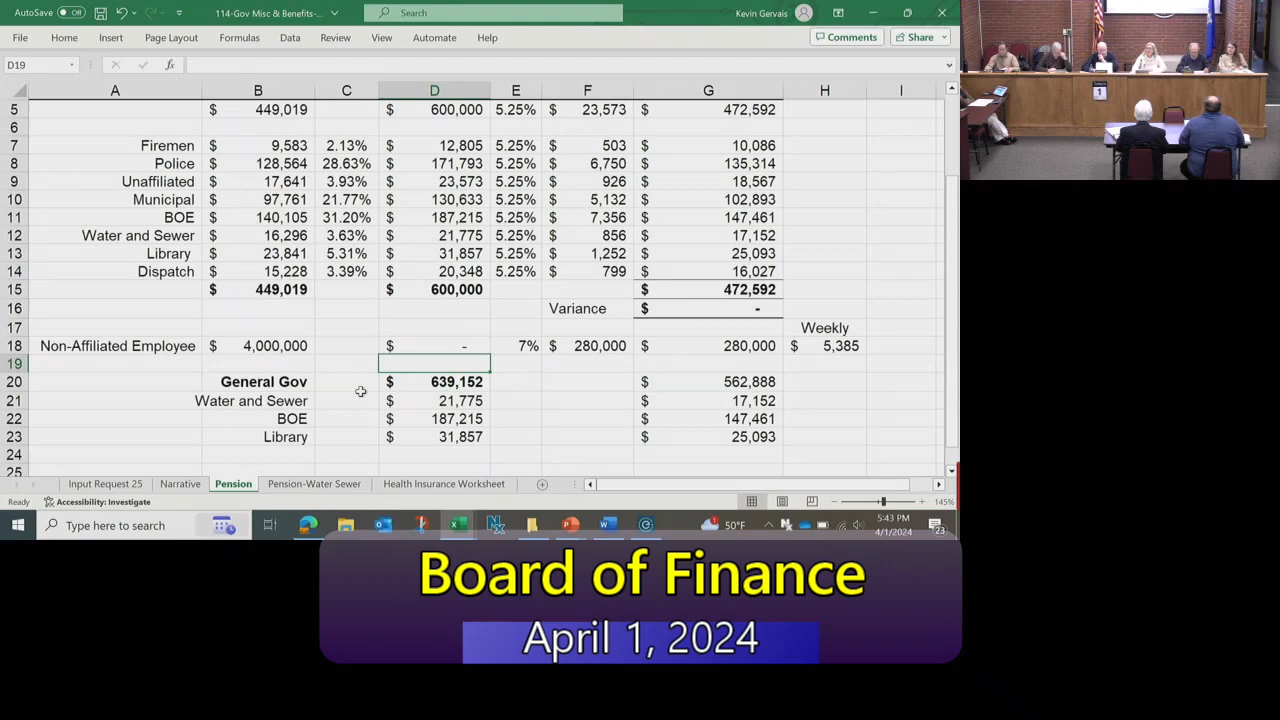 AutoSave Off 114-Gov Misc & Benefits-... Search Kevin Gervais
File Home Insert Page Layout Formulas Data Review View Automate Help Comments Share
D19 fx
A B C D E F G H I
5 $ 449,019 $ 600,000 5.25% $ 23,573 $ 472,592
6
7 Firemen $ 9,583 2.13% $ 12,805 5.25% $ 503 $ 10,086
8 Police $ 128,564 28.63% $ 171,793 5.25% $ 6,750 $ 135,314
9 Unaffiliated $ 17,641 3.93% $ 23,573 5.25% $ 926 $ 18,567
10 Municipal $ 97,761 21.77% $ 130,633 5.25% $ 5,132 $ 102,893
11 BOE $ 140,105 31.20% $ 187,215 5.25% $ 7,356 $ 147,461
12 Water and Sewer $ 16,296 3.63% $ 21,775 5.25% $ 856 $ 17,152
13 Library $ 23,841 5.31% $ 31,857 5.25% $ 1,252 $ 25,093
14 Dispatch $ 15,228 3.39% $ 20,348 5.25% $ 799 $ 16,027
15 $ 449,019 $ 600,000 $ 472,592
16 Variance $ -
17 Weekly
18 Non-Affiliated Employee $ 4,000,000 $ - 7% $ 280,000 $ 280,000 $ 5,385
19
20 General Gov $ 639,152 $ 562,888
21 Water and Sewer $ 21,775 $ 17,152
22 BOE $ 187,215 $ 147,461
23 Library $ 31,857 $ 25,093
24
25
Input Request 25 Narrative Pension Pension-Water Sewer Health Insurance Worksheet
Ready Accessibility: Investigate 145%
Type here to search 50°F 5:43 PM
4/1/2024 23
Board of Finance
April 1, 2024